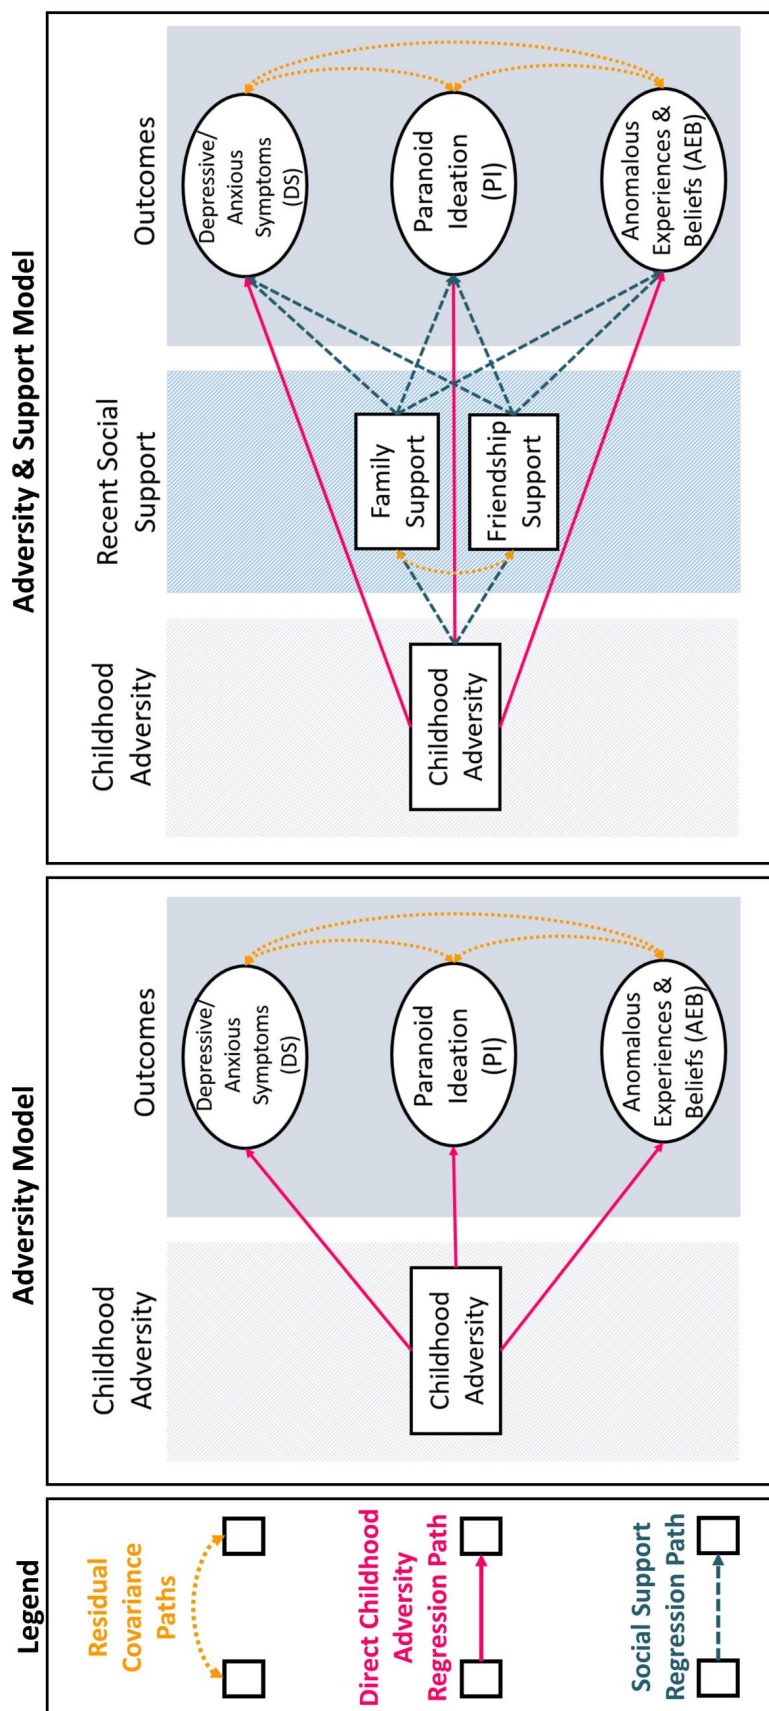 Legend
Residual
Covariance
Paths
Direct Childhood
Adversity
Regression Path
Social Support
Regression Path
Adversity Model
Childhood
Adversity
Outcomes
Childhood
Adversity
Depressive/
Anxious
Symptoms
(DS)
Paranoid
Ideation
(PI)
Anomalous
Experiences &
Beliefs (AEB)
Adversity & Support Model
Childhood
Adversity
Recent Social
Support
Outcomes
Childhood
Adversity
Family
Support
Friendship
Support
Depressive/
Anxious
Symptoms
(DS)
Paranoid
Ideation
(PI)
Anomalous
Experiences &
Beliefs (AEB)